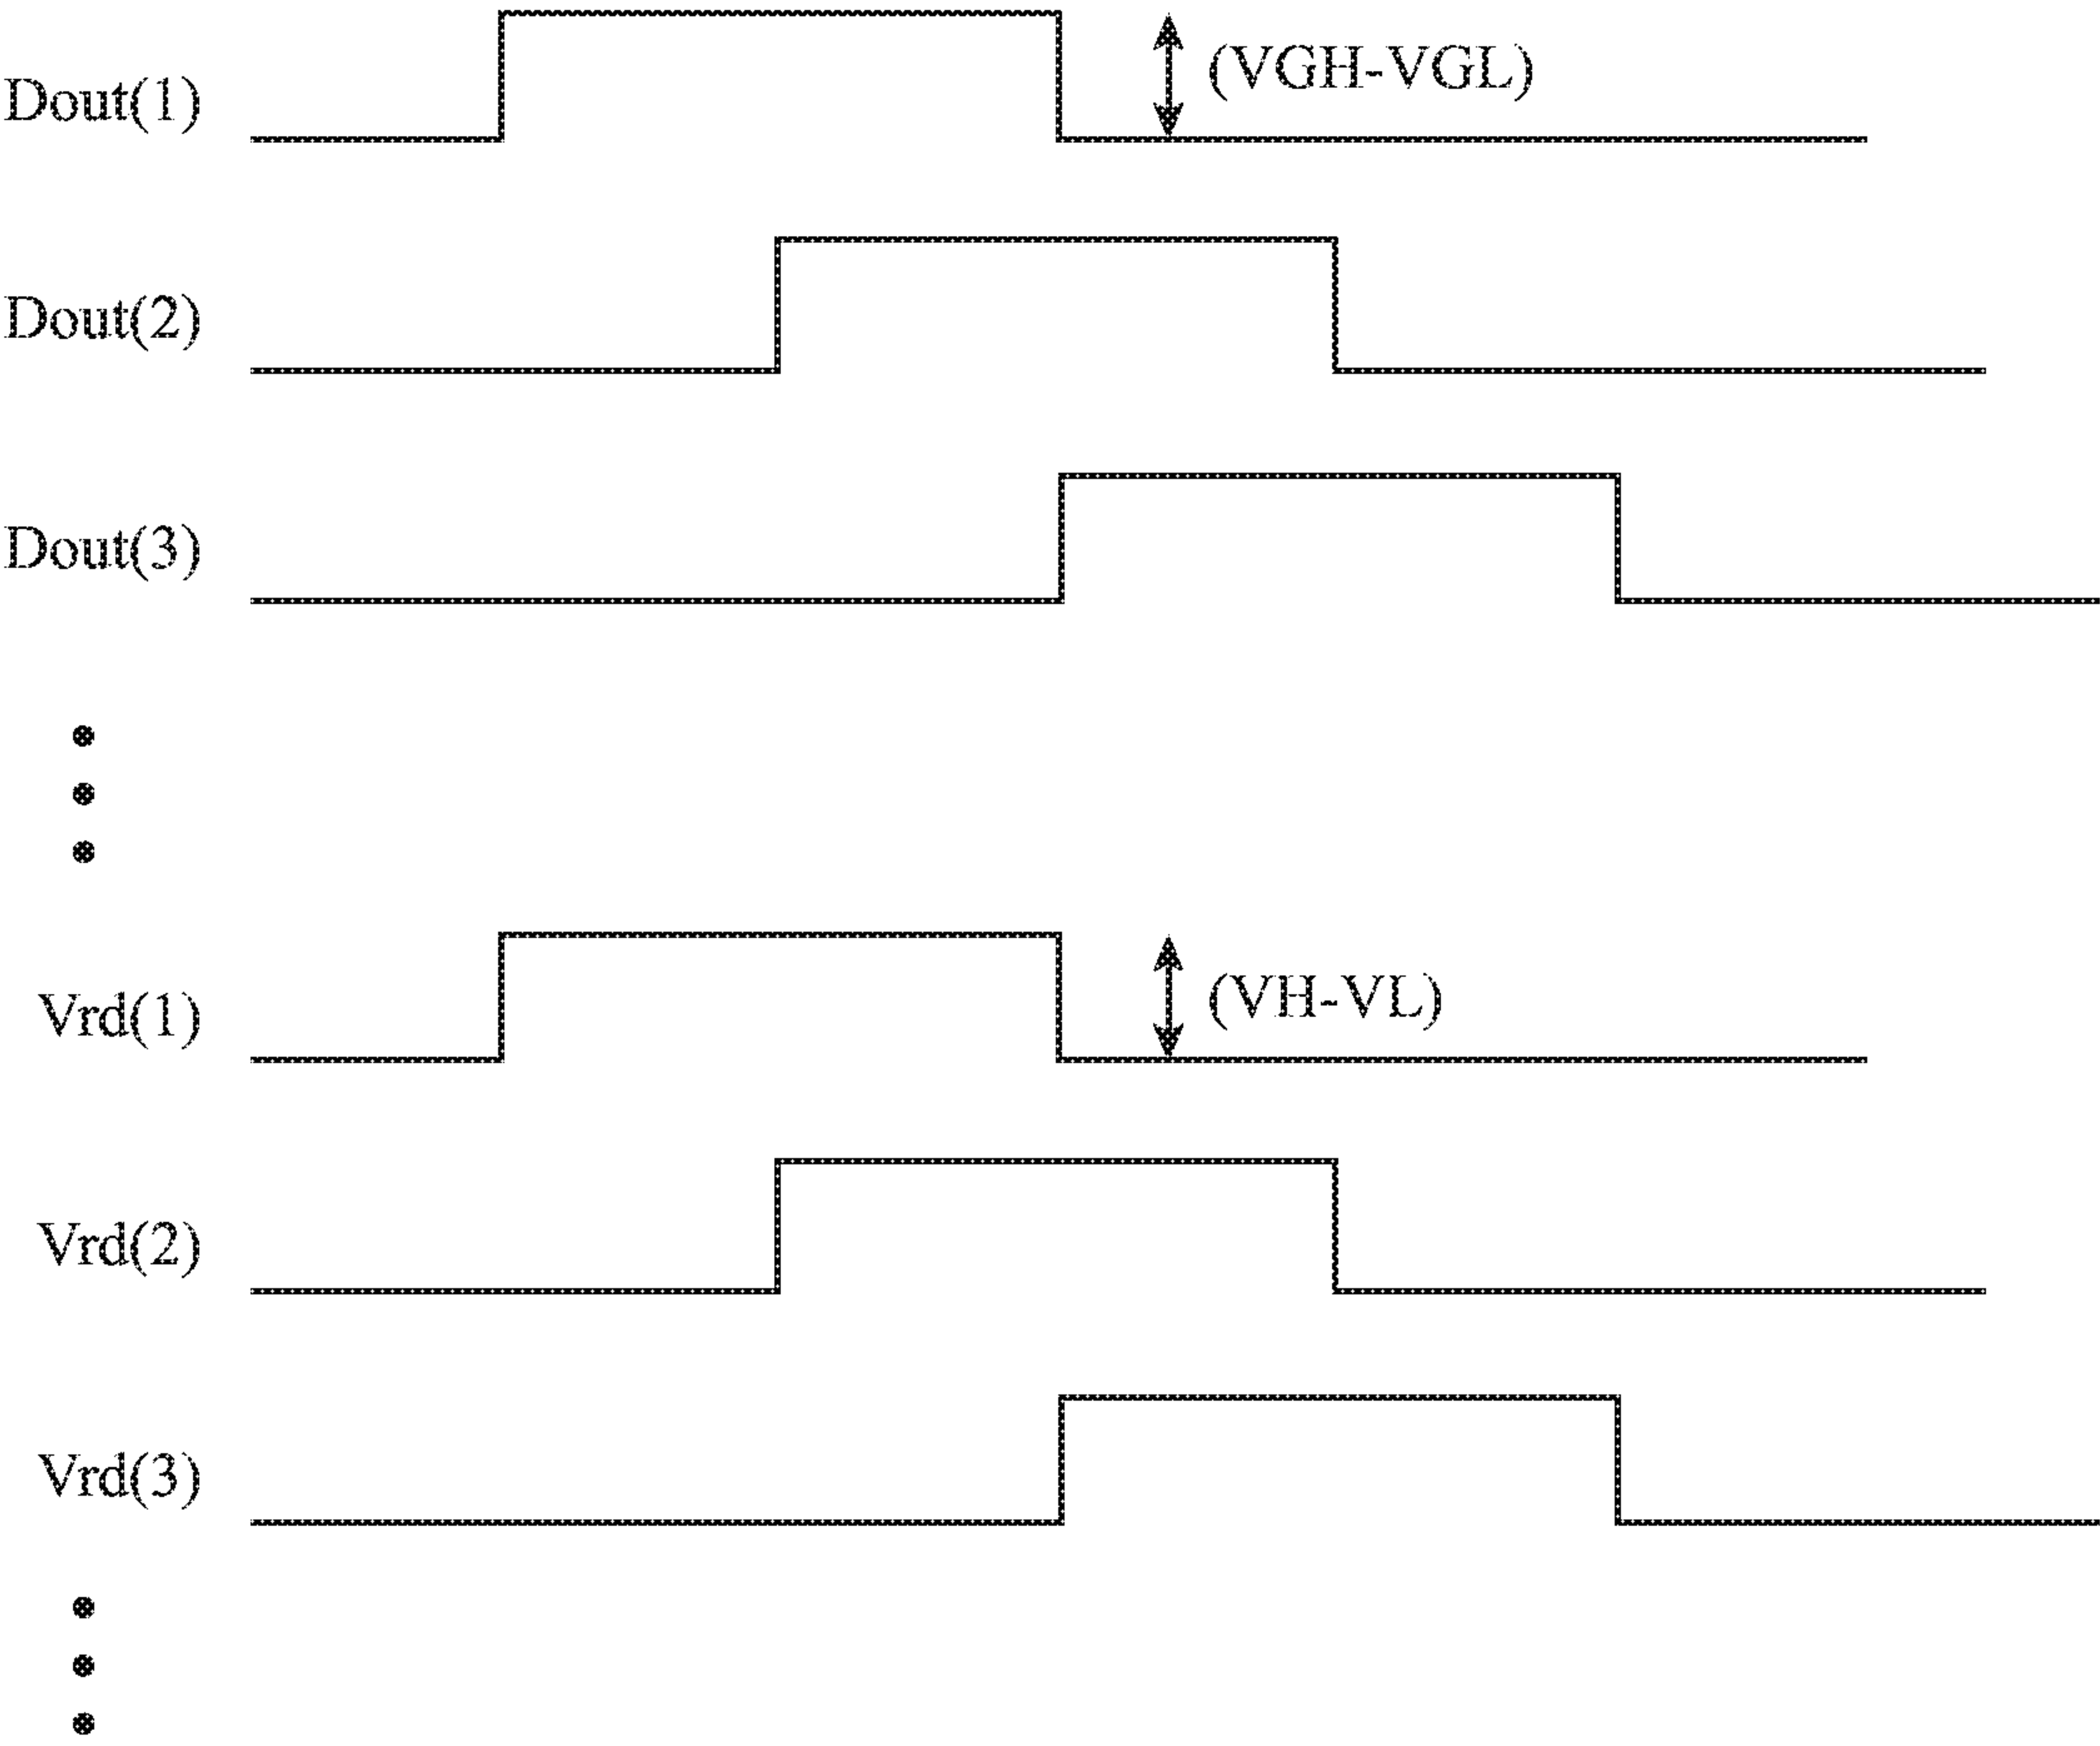 (VGH-VGL)
Dout(1)
Dout(2)
Dout(3)
(VH-VL)
Vrd(1)
Vrd(2)
Vrd(3)